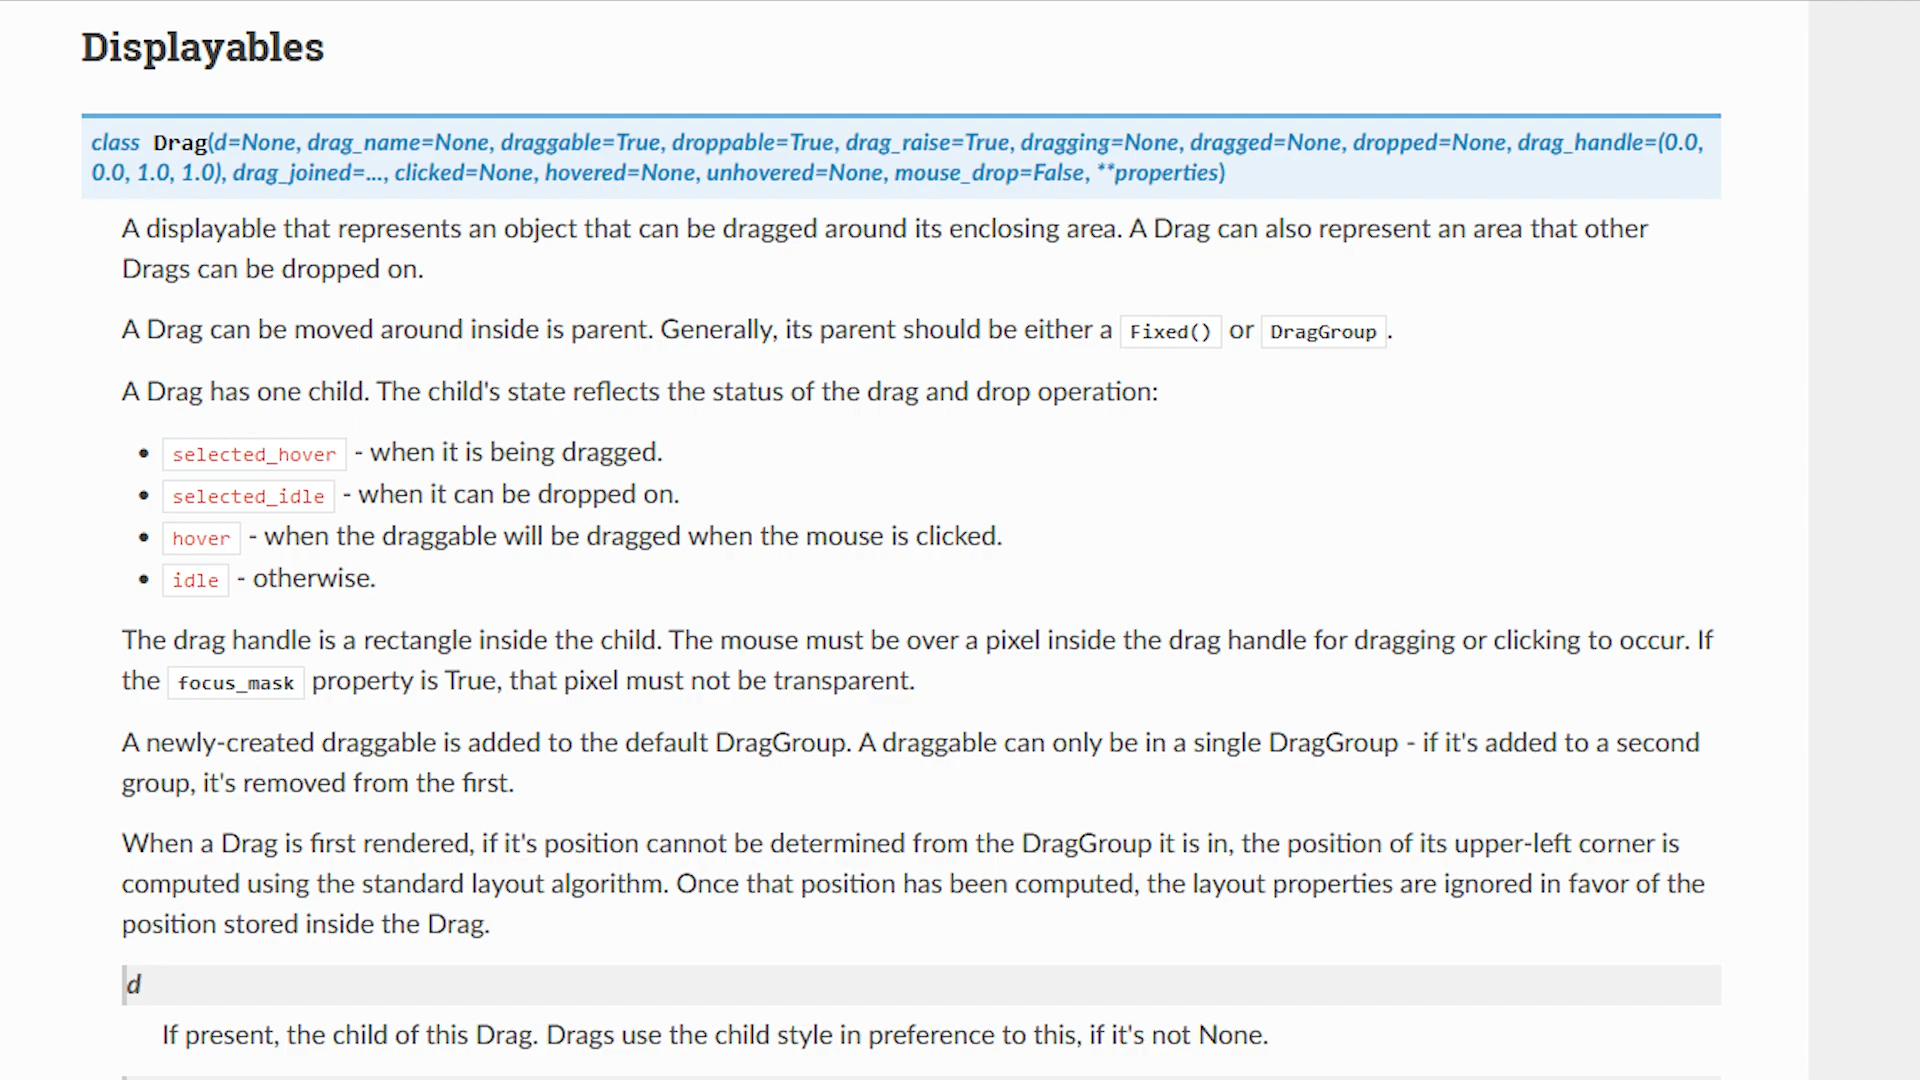 Displayables
class Drag(d=None, drag_name=None, draggable=True, droppable=True, drag_raise=True, dragging=None, dragged=None, dropped=None, drag_handle=(0.0,
0.0, 1.0, 1.0), drag_joined=..., clicked=None, hovered=None, unhovered=None, mouse_drop=False, **properties)
A displayable that represents an object that can be dragged around its enclosing area. A Drag can also represent an area that other
Drags can be dropped on.
A Drag can be moved around inside is parent. Generally, its parent should be either a Fixed() or DragGroup.
A Drag has one child. The child's state reflects the status of the drag and drop operation:
• selected_hover - when it is being dragged.
• selected_idle - when it can be dropped on.
• hover - when the draggable will be dragged when the mouse is clicked.
• idle - otherwise.
The drag handle is a rectangle inside the child. The mouse must be over a pixel inside the drag handle for dragging or clicking to occur. If
the focus_mask property is True, that pixel must not be transparent.
A newly-created draggable is added to the default DragGroup. A draggable can only be in a single DragGroup - if it's added to a second
group, it's removed from the first.
When a Drag is first rendered, if it's position cannot be determined from the DragGroup it is in, the position of its upper-left corner is
computed using the standard layout algorithm. Once that position has been computed, the layout properties are ignored in favor of the
position stored inside the Drag.
d
If present, the child of this Drag. Drags use the child style in preference to this, if it's not None.